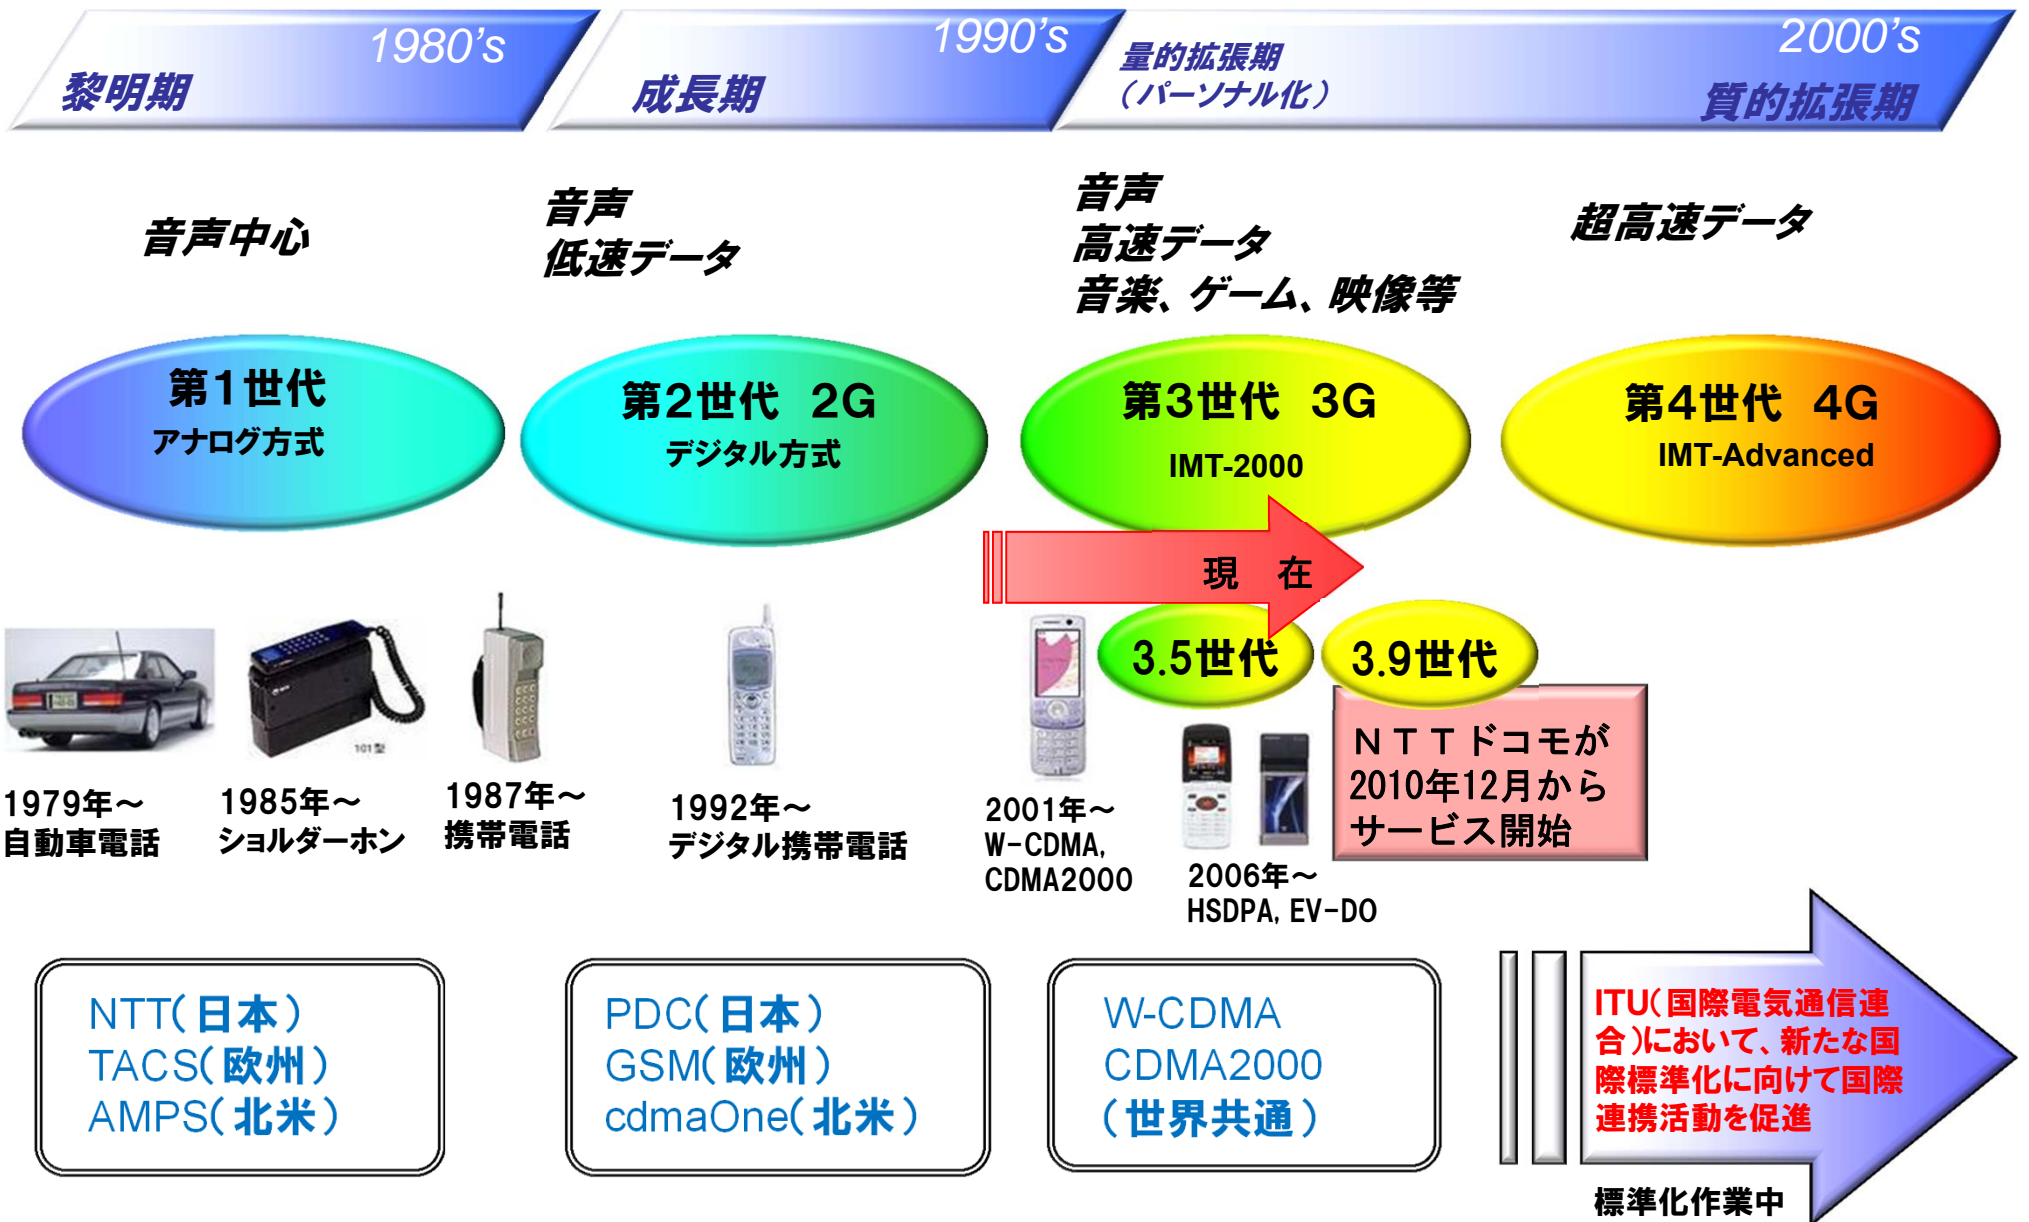 1980's
黎明期
1990's
成長期
2000's
量的拡張期
（パーソナル化）
質的拡張期
音声中心
音声
低速データ
音声
高速データ
音楽、ゲーム、映像等
超高速データ
第1世代
アナログ方式
第2世代 2G
デジタル方式
第3世代 3G
IMT-2000
第4世代 4G
IMT-Advanced
現 在
3.5世代
3.9世代
ＮＴＴドコモが
2010年12月から
サービス開始
101型
1979年～
自動車電話
1985年～
ショルダーホン
1987年～
携帯電話
1992年～
デジタル携帯電話
2001年～
W-CDMA,
CDMA2000
2006年～
HSDPA, EV-DO
NTT(日本)
TACS(欧州)
AMPS(北米)
PDC(日本)
GSM(欧州)
cdmaOne(北米)
W-CDMA
CDMA2000
(世界共通)
ITU(国際電気通信連
合)において、新たな国
際標準化に向けて国際
連携活動を促進
標準化作業中